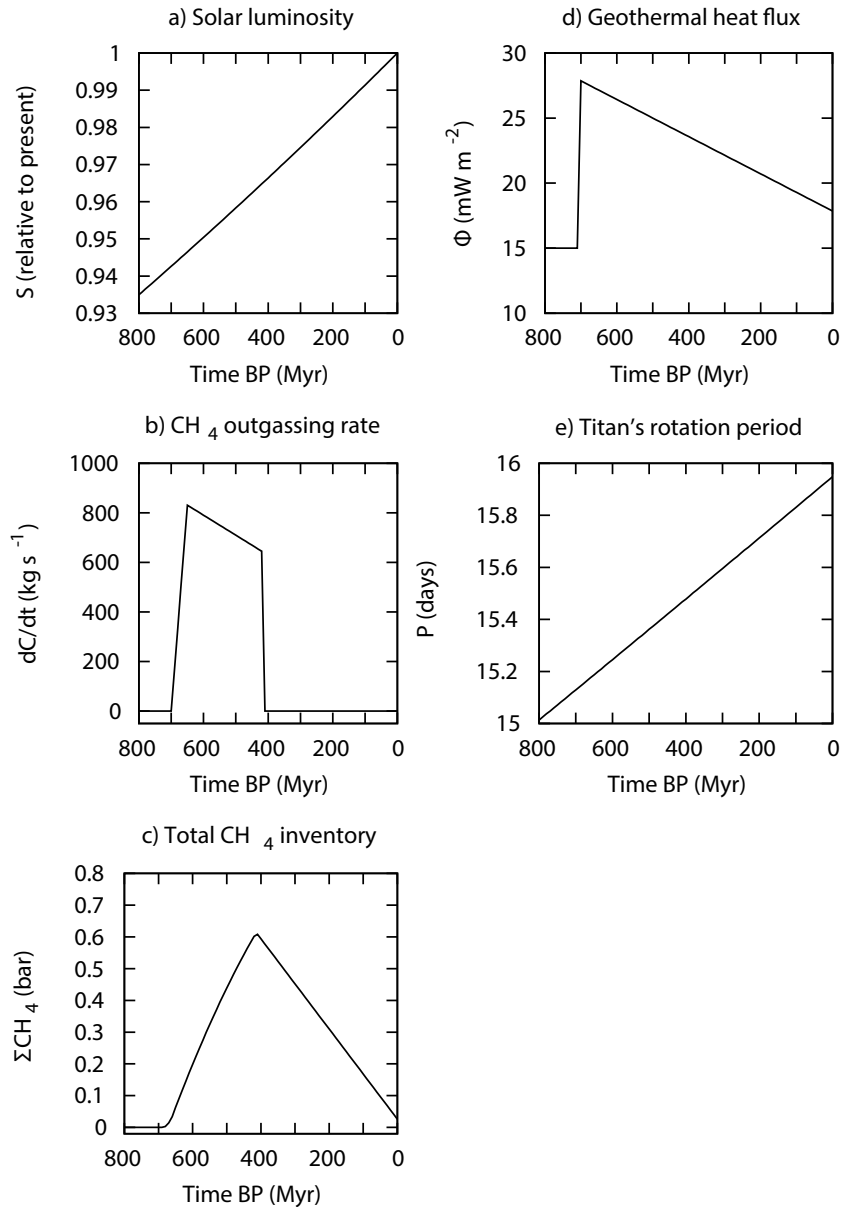 a) Solar luminosity
1
0.99
0.98
0.97
0.96
0.95
0.94
0.93
S (relative to present)
800 600 400 200 0
Time BP (Myr)
d) Geothermal heat flux
30
25
20
15
10
Φ (mW m -2)
800 600 400 200 0
Time BP (Myr)
b) CH 4 outgassing rate
1000
800
600
400
200
0
dC/dt (kg s -1)
800 600 400 200 0
Time BP (Myr)
e) Titan's rotation period
16
15.8
15.6
15.4
15.2
15
P (days)
800 600 400 200 0
Time BP (Myr)
c) Total CH 4 inventory
0.8
0.7
0.6
0.5
0.4
0.3
0.2
0.1
0
ΣCH4 (bar)
800 600 400 200 0
Time BP (Myr)